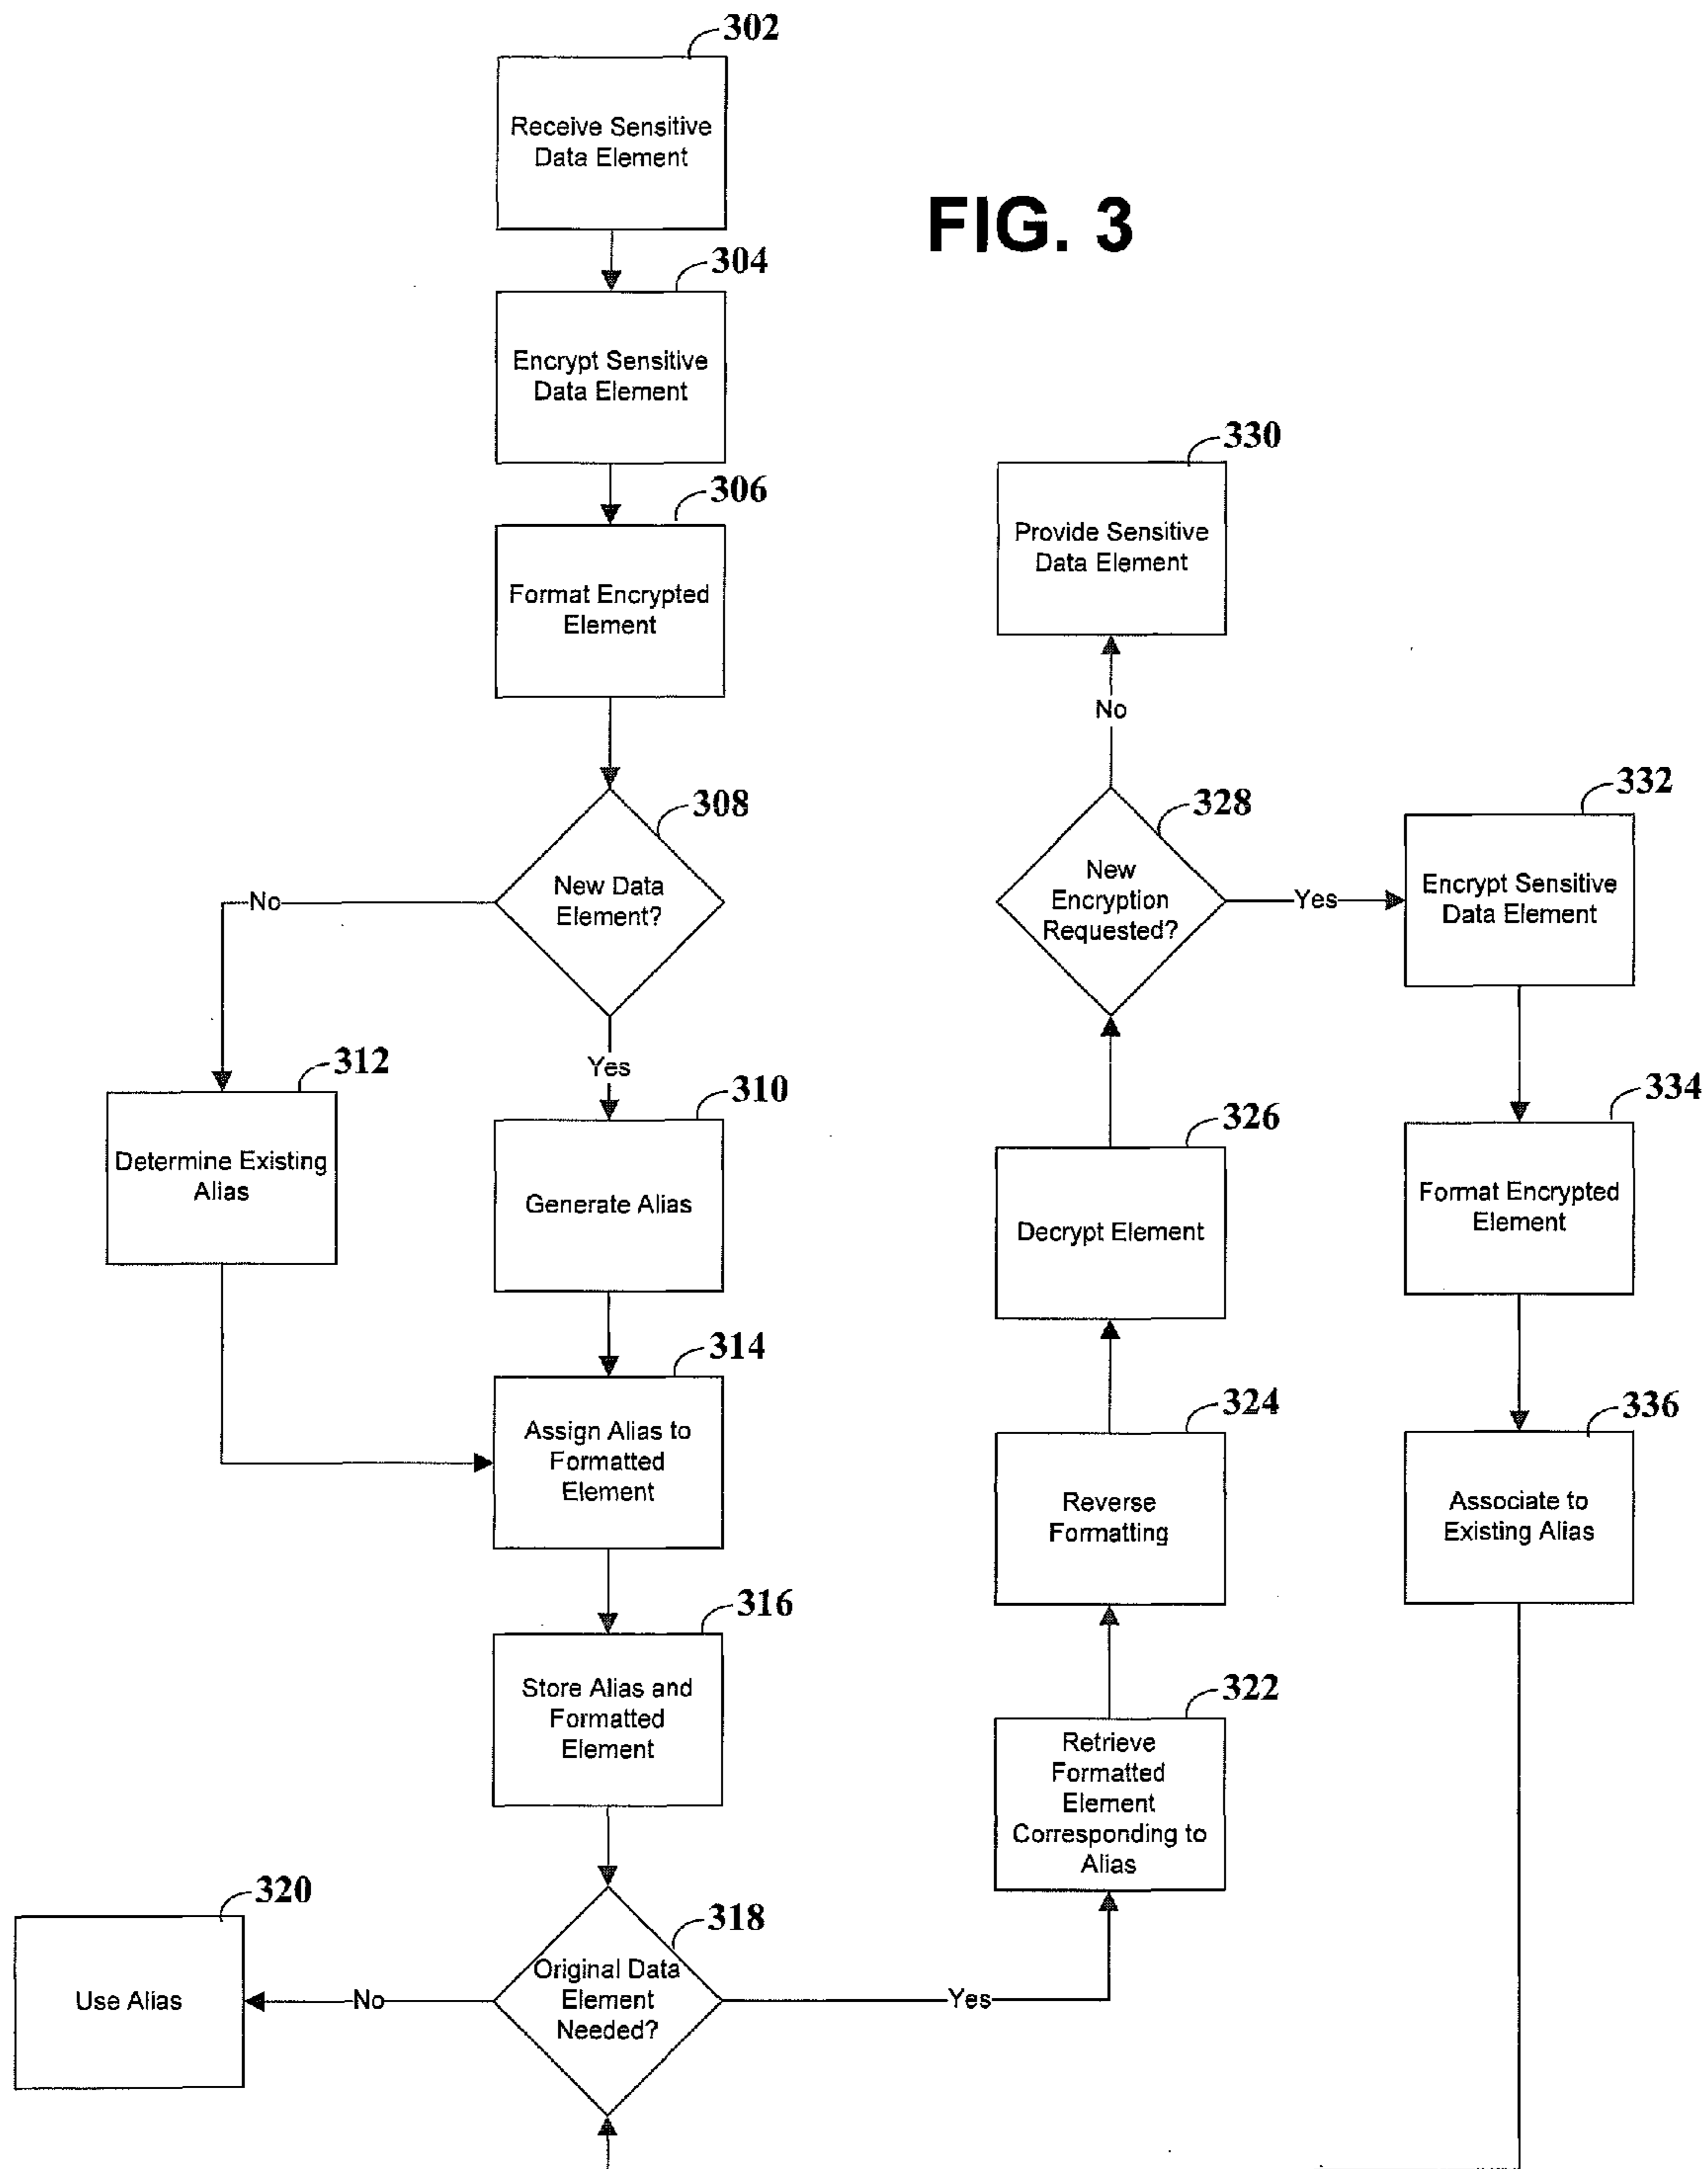 302
Receive Sensitive
Data Element
FIG. 3
304
Encrypt Sensitive
Data Element
306
Format Encrypted
Element
308
New Data
Element?
No
Yes
312
Determine Existing
Alias
310
Generate Alias
314
Assign Alias to
Formatted
Element
316
Store Alias and
Formatted
Element
318
Original Data
Element
Needed?
No
320
Use Alias
Yes
322
Retrieve
Formatted
Element
Corresponding to
Alias
324
Reverse
Formatting
326
Decrypt Element
328
New
Encryption
Requested?
No
330
Provide Sensitive
Data Element
Yes
332
Encrypt Sensitive
Data Element
334
Format Encrypted
Element
336
Associate to
Existing Alias